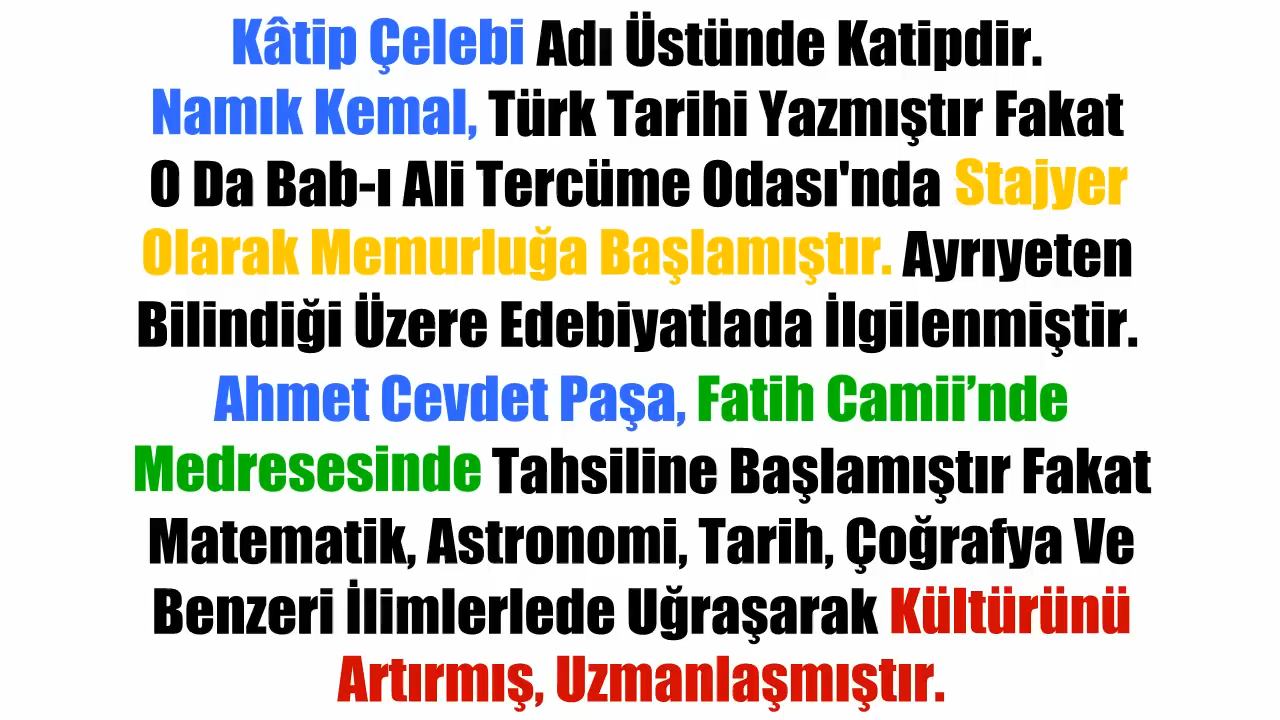 Kâtip Çelebi Adı Üstünde Katipdir.
Namık Kemal, Türk Tarihi Yazmıştır Fakat
O Da Bab-ı Ali Tercüme Odası'nda Stajyer
Olarak Memurluğa Başlamıştır. Ayrıyeten
Bilindiği Üzere Edebiyatlada İlgilenmiştir.
Ahmet Cevdet Paşa, Fatih Camii’nde
Medresesinde Tahsiline Başlamıştır Fakat
Matematik, Astronomi, Tarih, Çoğrafya Ve
Benzeri İlimlerlede Uğraşarak Kültürünü
Artırmış, Uzmanlaşmıştır.